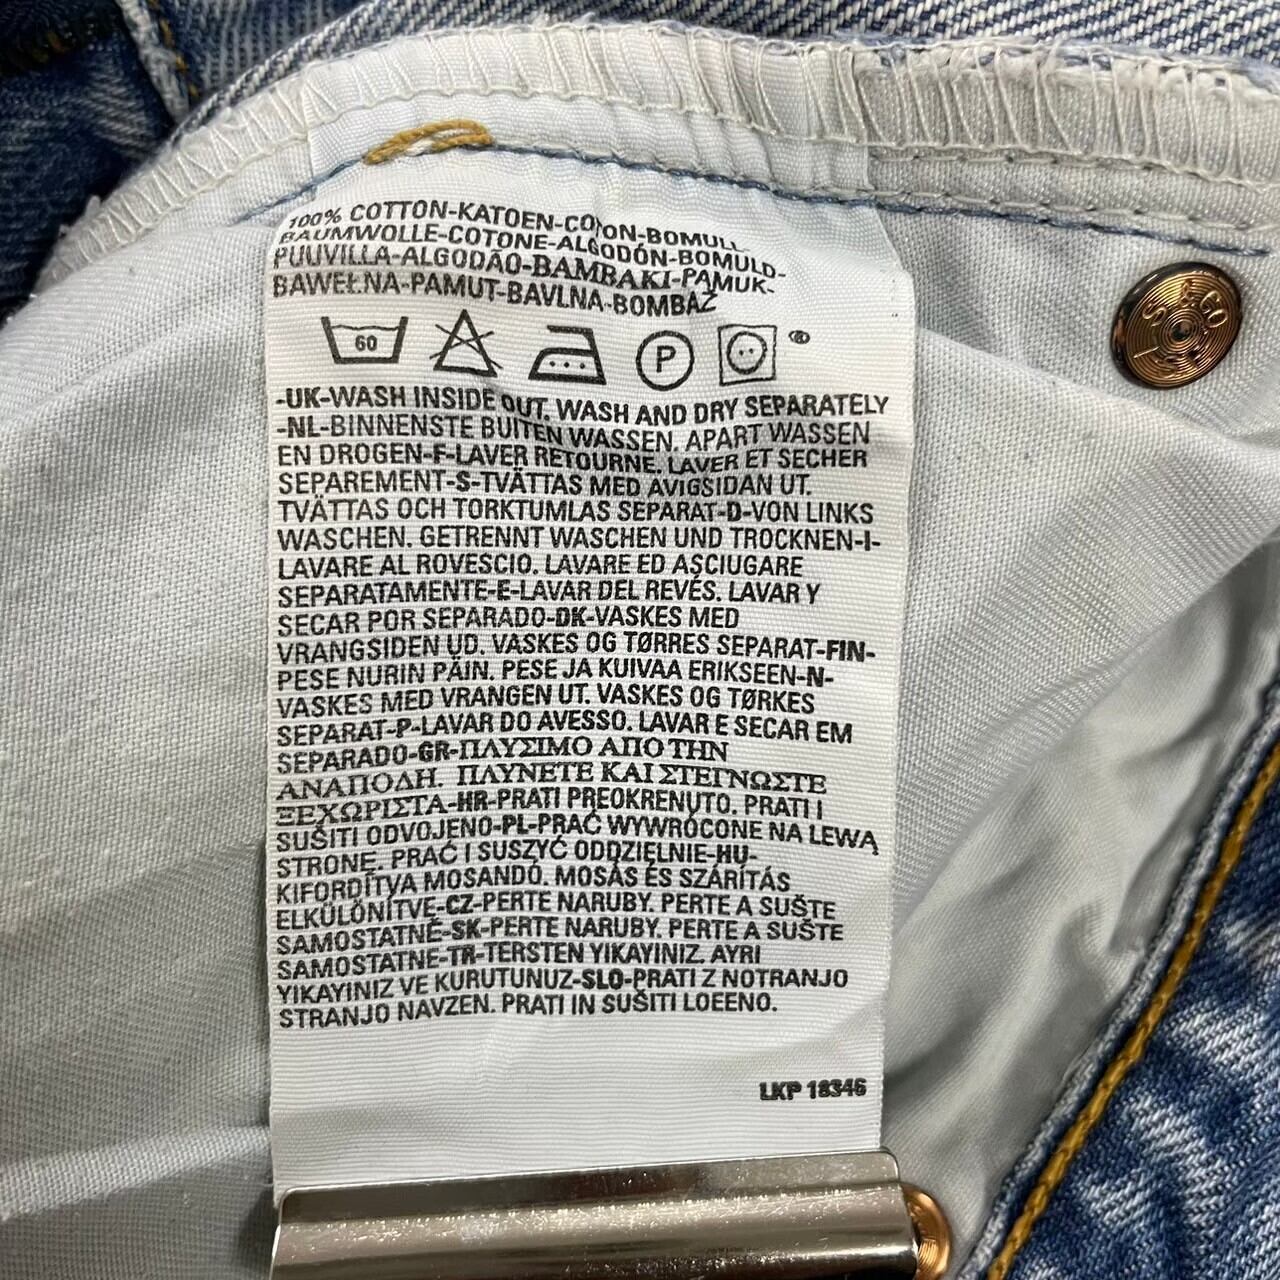 100% COTTON-KATOEN-COTON-BOMULL-
BAUMWOLLE-COTONE-ALGODÓN-BOMULD-
PUUVILLA-ALGODÃO-BAMBAKI-PAMUK-
BAWEŁNA-PAMUT-BAVLNA-BOMBAŽ
60 P ®
-UK-WASH INSIDE OUT. WASH AND DRY SEPARATELY
-NL-BINNENSTE BUITEN WASSEN. APART WASSEN
EN DROGEN-F-LAVER RETOURNE. LAVER ET SECHER
SEPAREMENT-S-TVÄTTAS MED AVIGSIDAN UT.
TVÄTTAS OCH TORKTUMLAS SEPARAT-D-VON LINKS
WASCHEN. GETRENNT WASCHEN UND TROCKNEN-I-
LAVARE AL ROVESCIO. LAVARE ED ASCIUGARE
SEPARATAMENTE-E-LAVAR DEL REVÉS. LAVAR Y
SECAR POR SEPARADO-DK-VASKES MED
VRANGSIDEN UD. VASKES OG TØRRES SEPARAT-FIN-
PESE NURIN PÄIN. PESE JA KUIVAA ERIKSEEN-N-
VASKES MED VRANGEN UT. VASKES OG TØRKES
SEPARAT-P-LAVAR DO AVESSO. LAVAR E SECAR EM
SEPARADO-GR-ΠΛΥΣΙΜΟ ΑΠΟ ΤΗΝ
ΑΝΑΠΟΔΗ. ΠΛΥΝΕΤΕ ΚΑΙ ΣΤΕΓΝΩΣΤΕ
ΞΕΧΩΡΙΣΤΑ-HR-PRATI PREOKRENUTO. PRATI I
SUŠITI ODVOJENO-PL-PRAĆ WYWRÓCONE NA LEWĄ
STRONĘ. PRAĆ I SUSZYĆ ODDZIELNIE-HU-
KIFORDÍTVA MOSANDÓ. MOSÁS ÉS SZÁRÍTÁS
ELKÜLÖNÍTVE-CZ-PERTE NARUBY. PERTE A SUŠTE
SAMOSTATNĚ-SK-PERTE NARUBY. PERTE A SUŠTE
SAMOSTATNE-TR-TERSTEN YIKAYINIZ. AYRI
YIKAYINIZ VE KURUTUNUZ-SLO-PRATI Z NOTRANJO
STRANJO NAVZEN. PRATI IN SUŠITI LOEENO.
LKP 18346